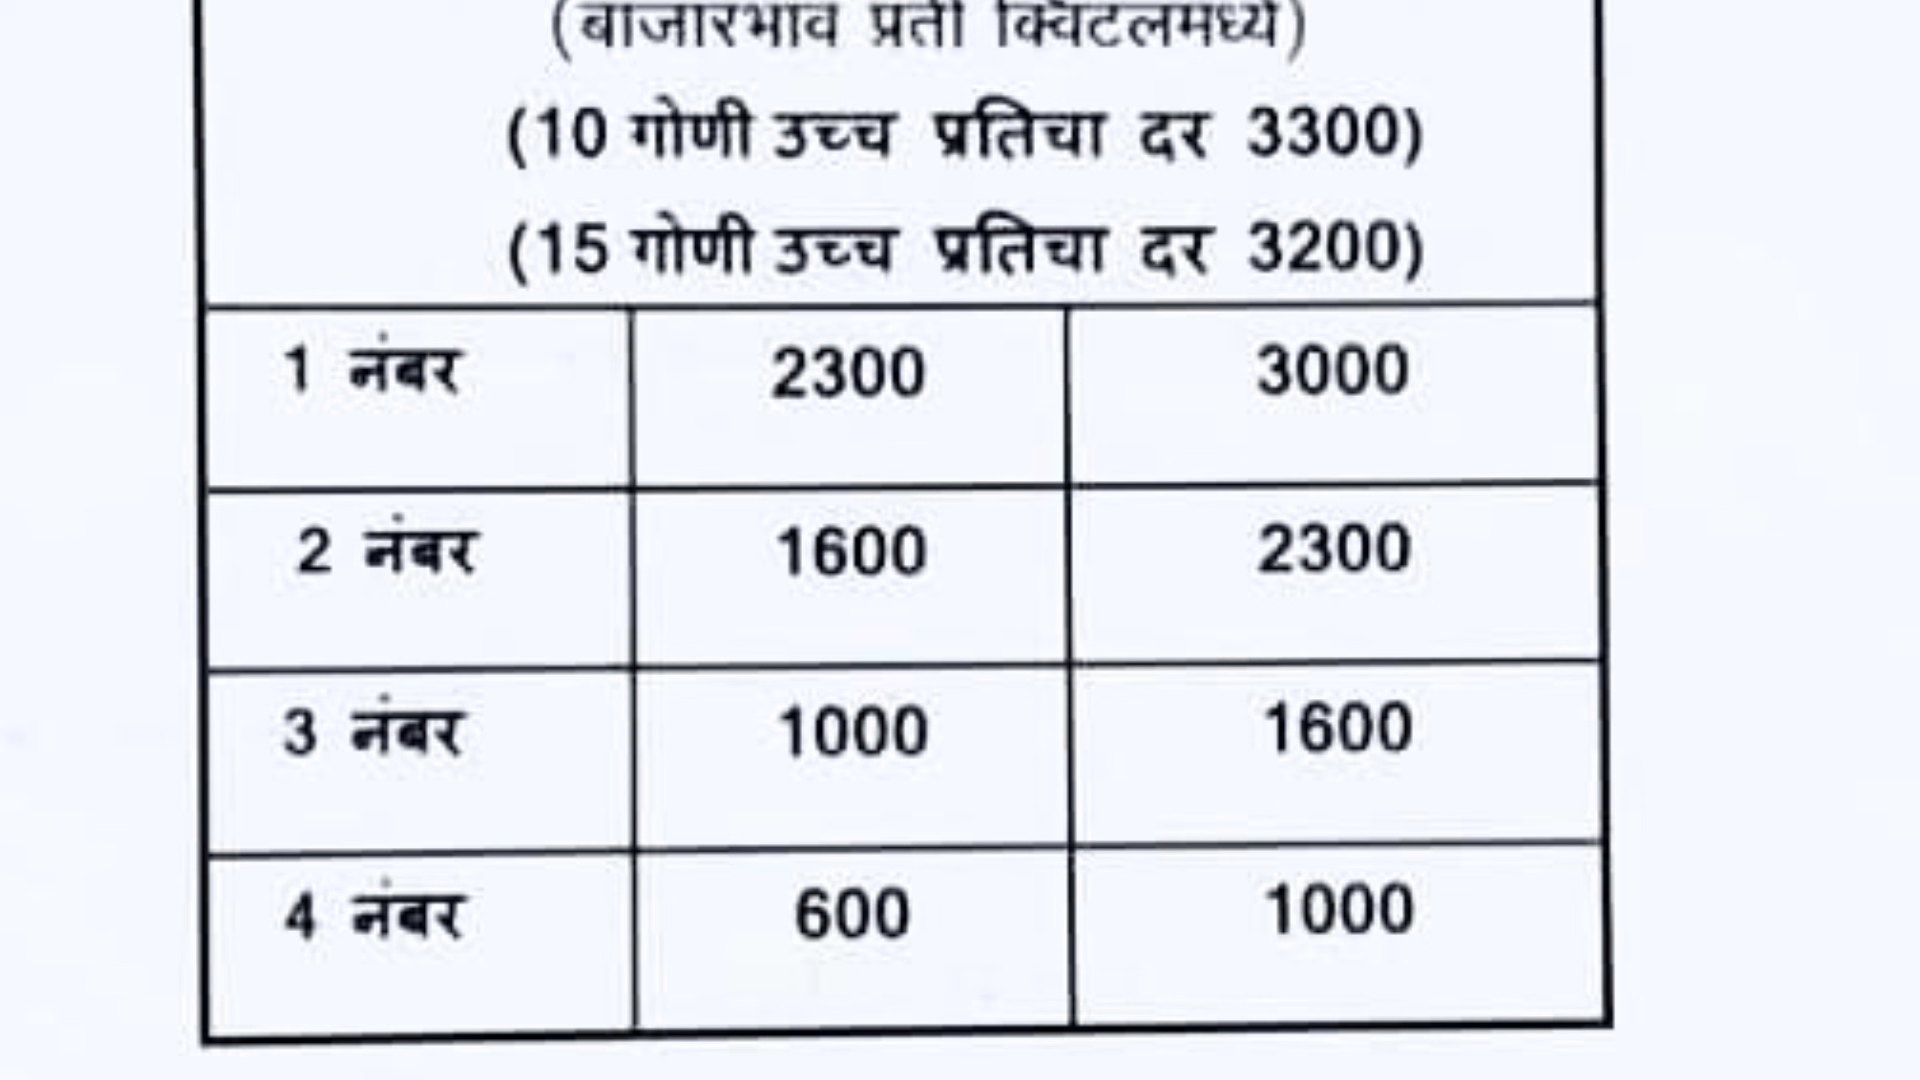 (बाजारभाव प्रती क्विंटलमध्ये)
(10 गोणी उच्च प्रतिचा दर 3300)
(15 गोणी उच्च प्रतिचा दर 3200)
1 नंबर 2300 3000
2 नंबर 1600 2300
3 नंबर 1000 1600
4 नंबर 600 1000